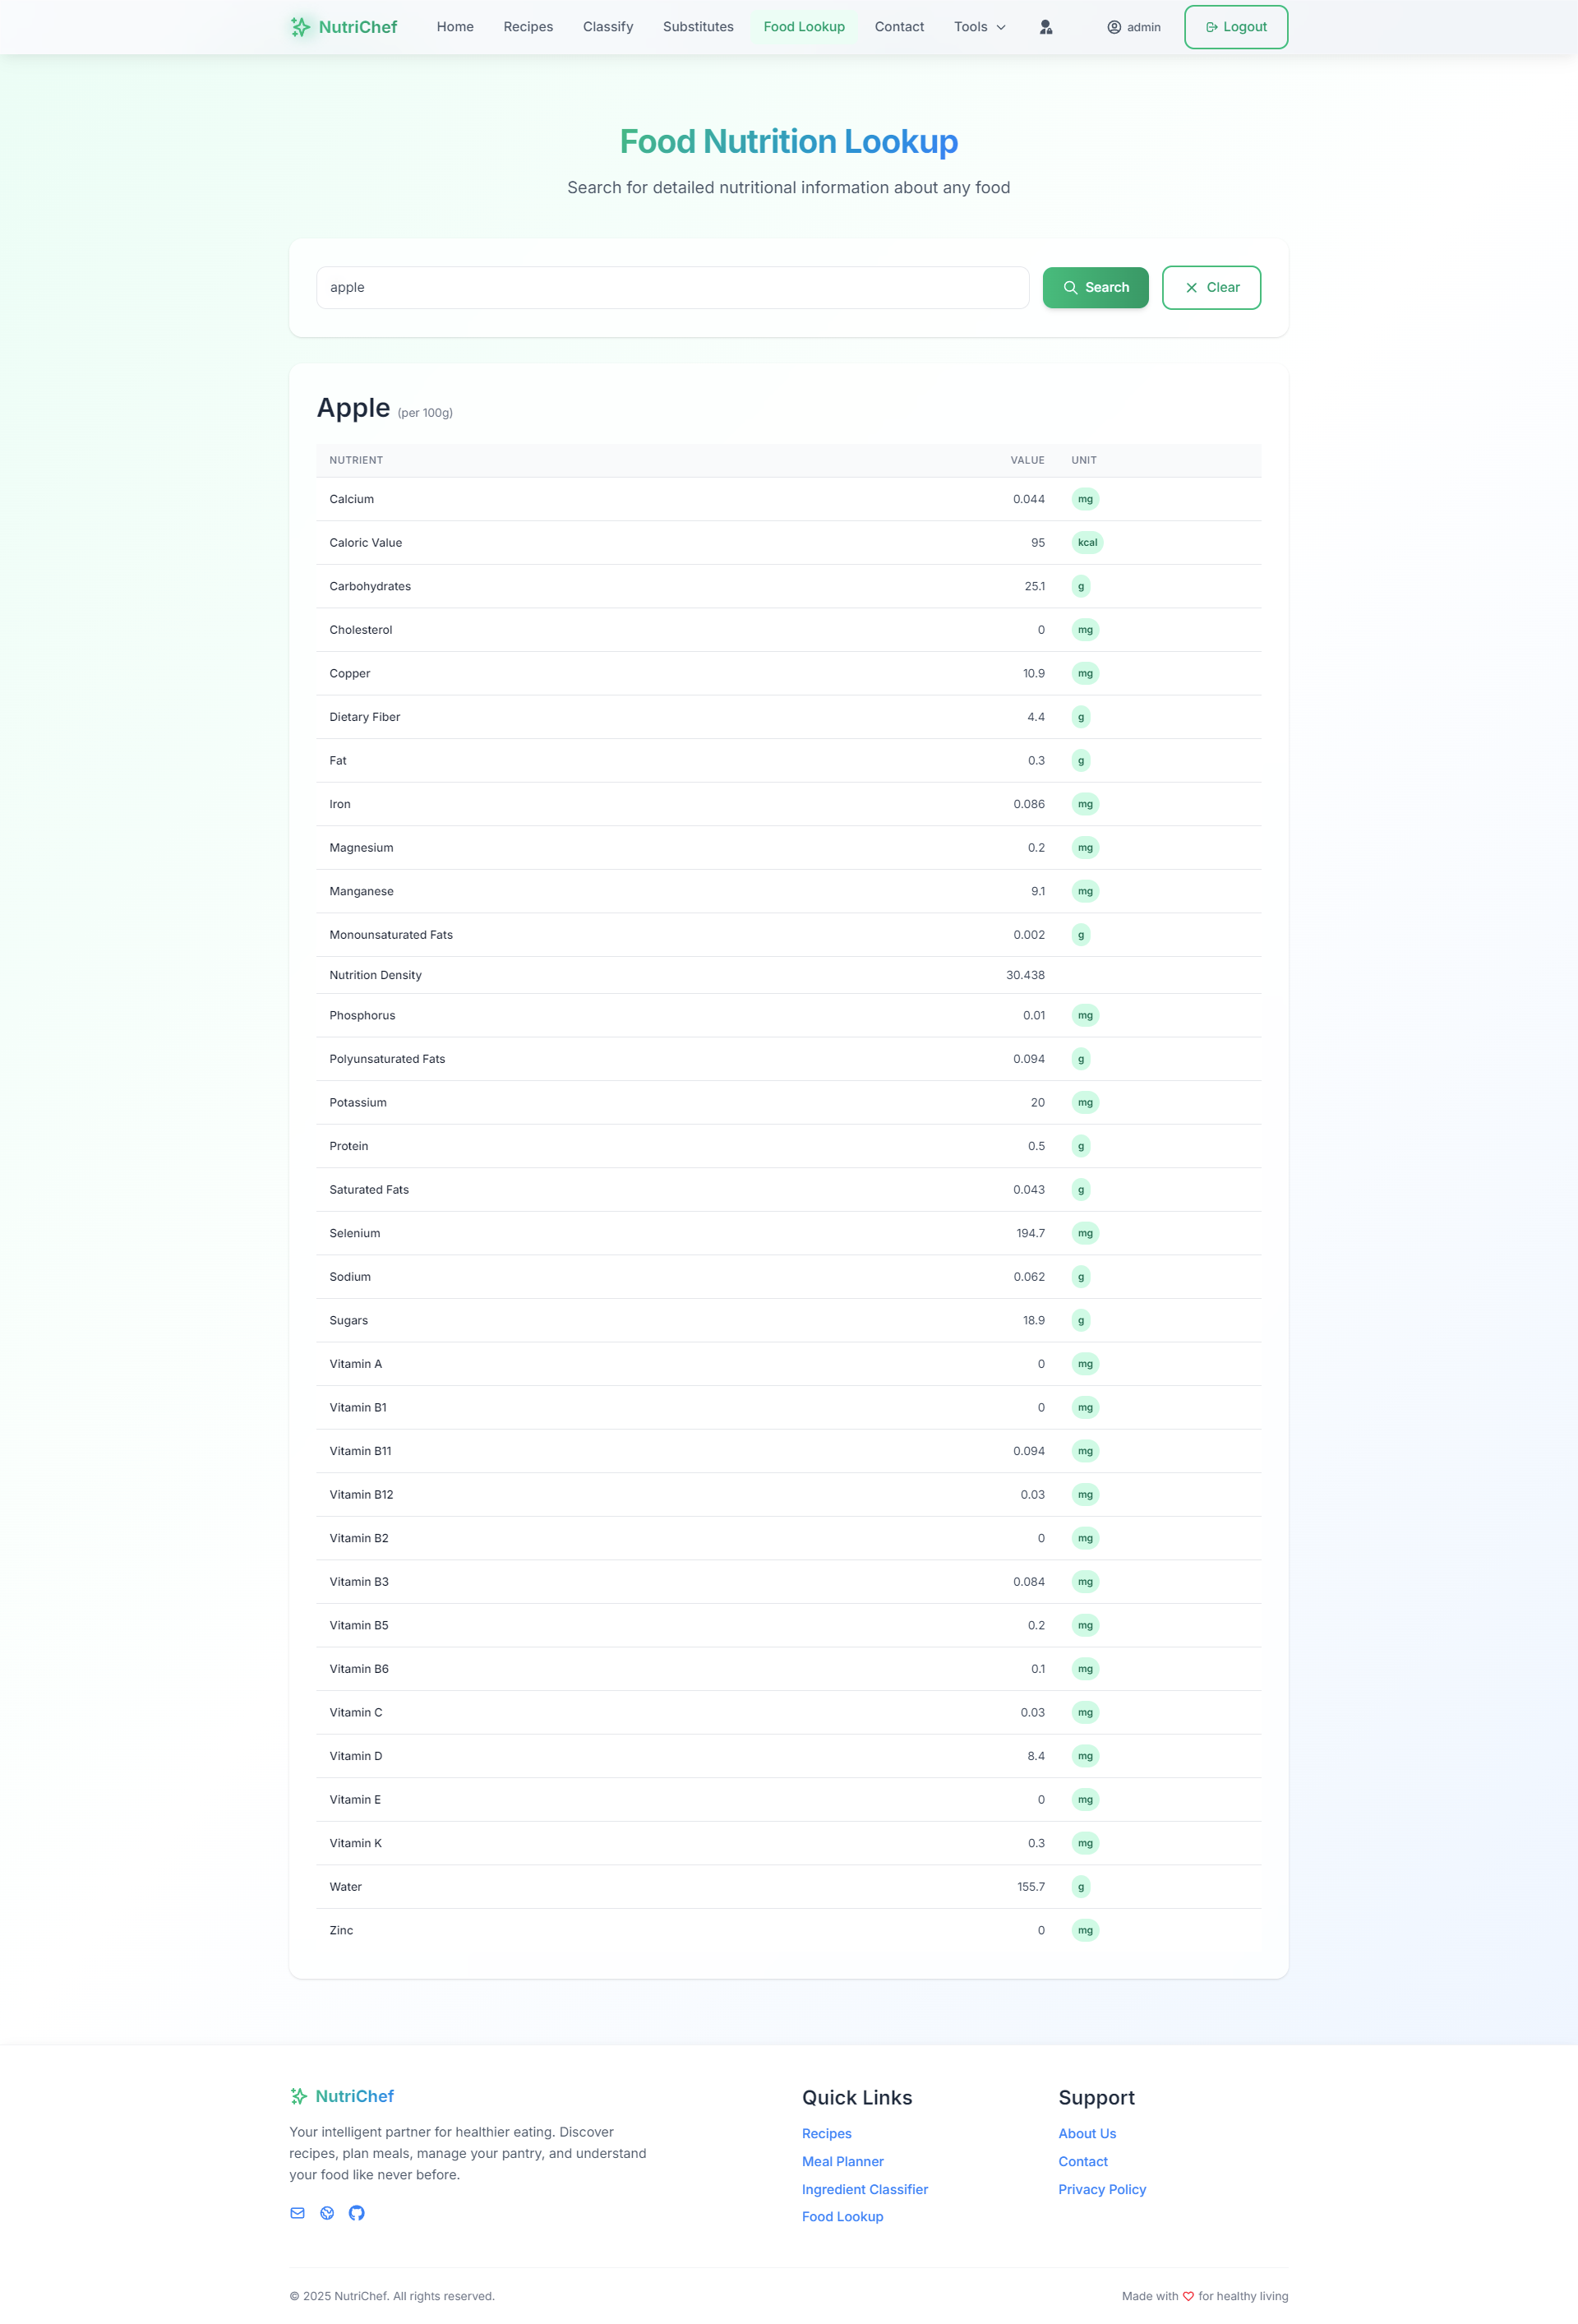 NutriChef Home Recipes Classify Substitutes Food Lookup Contact Tools admin Logout
Food Nutrition Lookup
Search for detailed nutritional information about any food
apple Search Clear
Apple (per 100g)
NUTRIENT VALUE UNIT
Calcium 0.044 mg
Caloric Value 95 kcal
Carbohydrates 25.1 g
Cholesterol 0 mg
Copper 10.9 mg
Dietary Fiber 4.4 g
Fat 0.3 g
Iron 0.086 mg
Magnesium 0.2 mg
Manganese 9.1 mg
Monounsaturated Fats 0.002 g
Nutrition Density 30.438
Phosphorus 0.01 mg
Polyunsaturated Fats 0.094 g
Potassium 20 mg
Protein 0.5 g
Saturated Fats 0.043 g
Selenium 194.7 mg
Sodium 0.062 g
Sugars 18.9 g
Vitamin A 0 mg
Vitamin B1 0 mg
Vitamin B11 0.094 mg
Vitamin B12 0.03 mg
Vitamin B2 0 mg
Vitamin B3 0.084 mg
Vitamin B5 0.2 mg
Vitamin B6 0.1 mg
Vitamin C 0.03 mg
Vitamin D 8.4 mg
Vitamin E 0 mg
Vitamin K 0.3 mg
Water 155.7 g
Zinc 0 mg
NutriChef
Your intelligent partner for healthier eating. Discover
recipes, plan meals, manage your pantry, and understand
your food like never before.
Quick Links
Recipes
Meal Planner
Ingredient Classifier
Food Lookup
Support
About Us
Contact
Privacy Policy
© 2025 NutriChef. All rights reserved.
Made with for healthy living